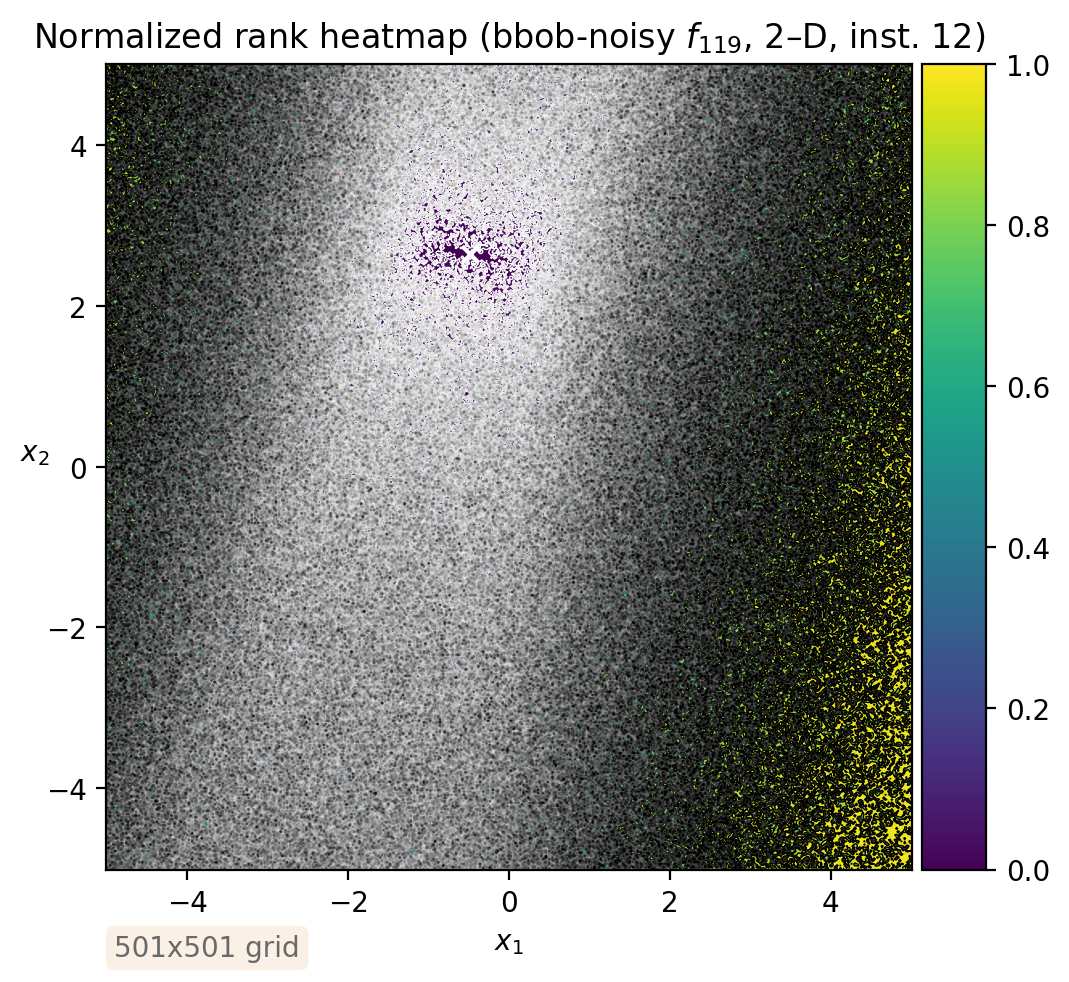 Normalized rank heatmap (bbob-noisy f₁₁₉, 2–D, inst. 12)
1.0
0.8
0.6
0.4
0.2
0.0
4
2
0
−2
−4
x₂
−4 −2 0 2 4
x₁
501x501 grid